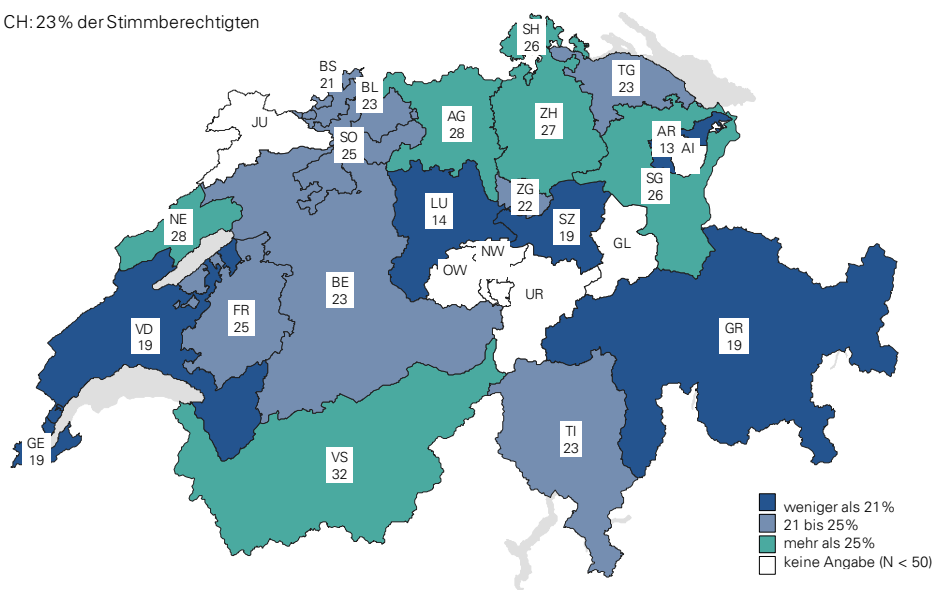 CH: 23% der Stimmberechtigten
SH
26
BS
21
BL
23
TG
23
JU
AG
28
ZH
27
SO
25
AR
13
AI
SG
26
ZG
22
LU
14
SZ
19
NE
28
GL
NW
OW
UR
BE
23
FR
25
VD
19
GR
19
GE
19
VS
32
TI
23
weniger als 21%
21 bis 25%
mehr als 25%
keine Angabe (N < 50)